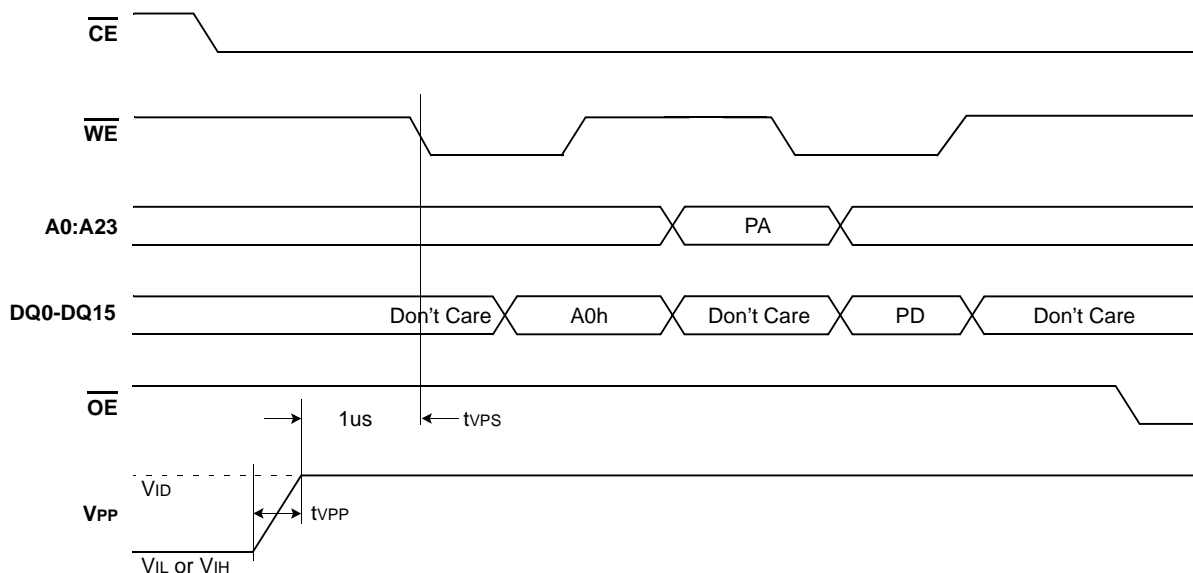 CE
WE
A0:A23
PA
DQ0-DQ15
Don't Care
A0h
Don't Care
PD
Don't Care
OE
1us
tVPS
VID
VPP
tVPP
VIL or VIH